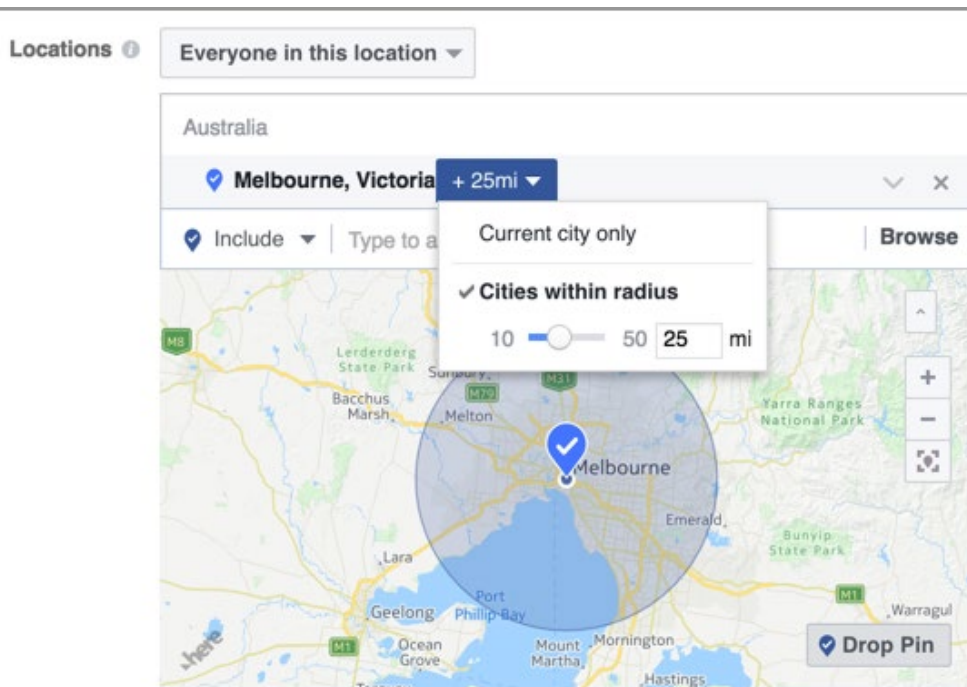 Locations
Everyone in this location
Australia
Melbourne, Victoria + 25mi
Include Type to a Browse
Current city only
Cities within radius
10 50 25 mi
M8
Lerderderg
State Park
Sunbury
M31
M79
Bacchus
Marsh
Melton
Yarra Ranges
National Park
Melbourne
Emerald
Bunyip
State Park
Lara
M1
Port
Phillip Bay
Geelong
Warragul
here
M1
Ocean
Grove
Mount
Martha
Mornington
Drop Pin
Hastings